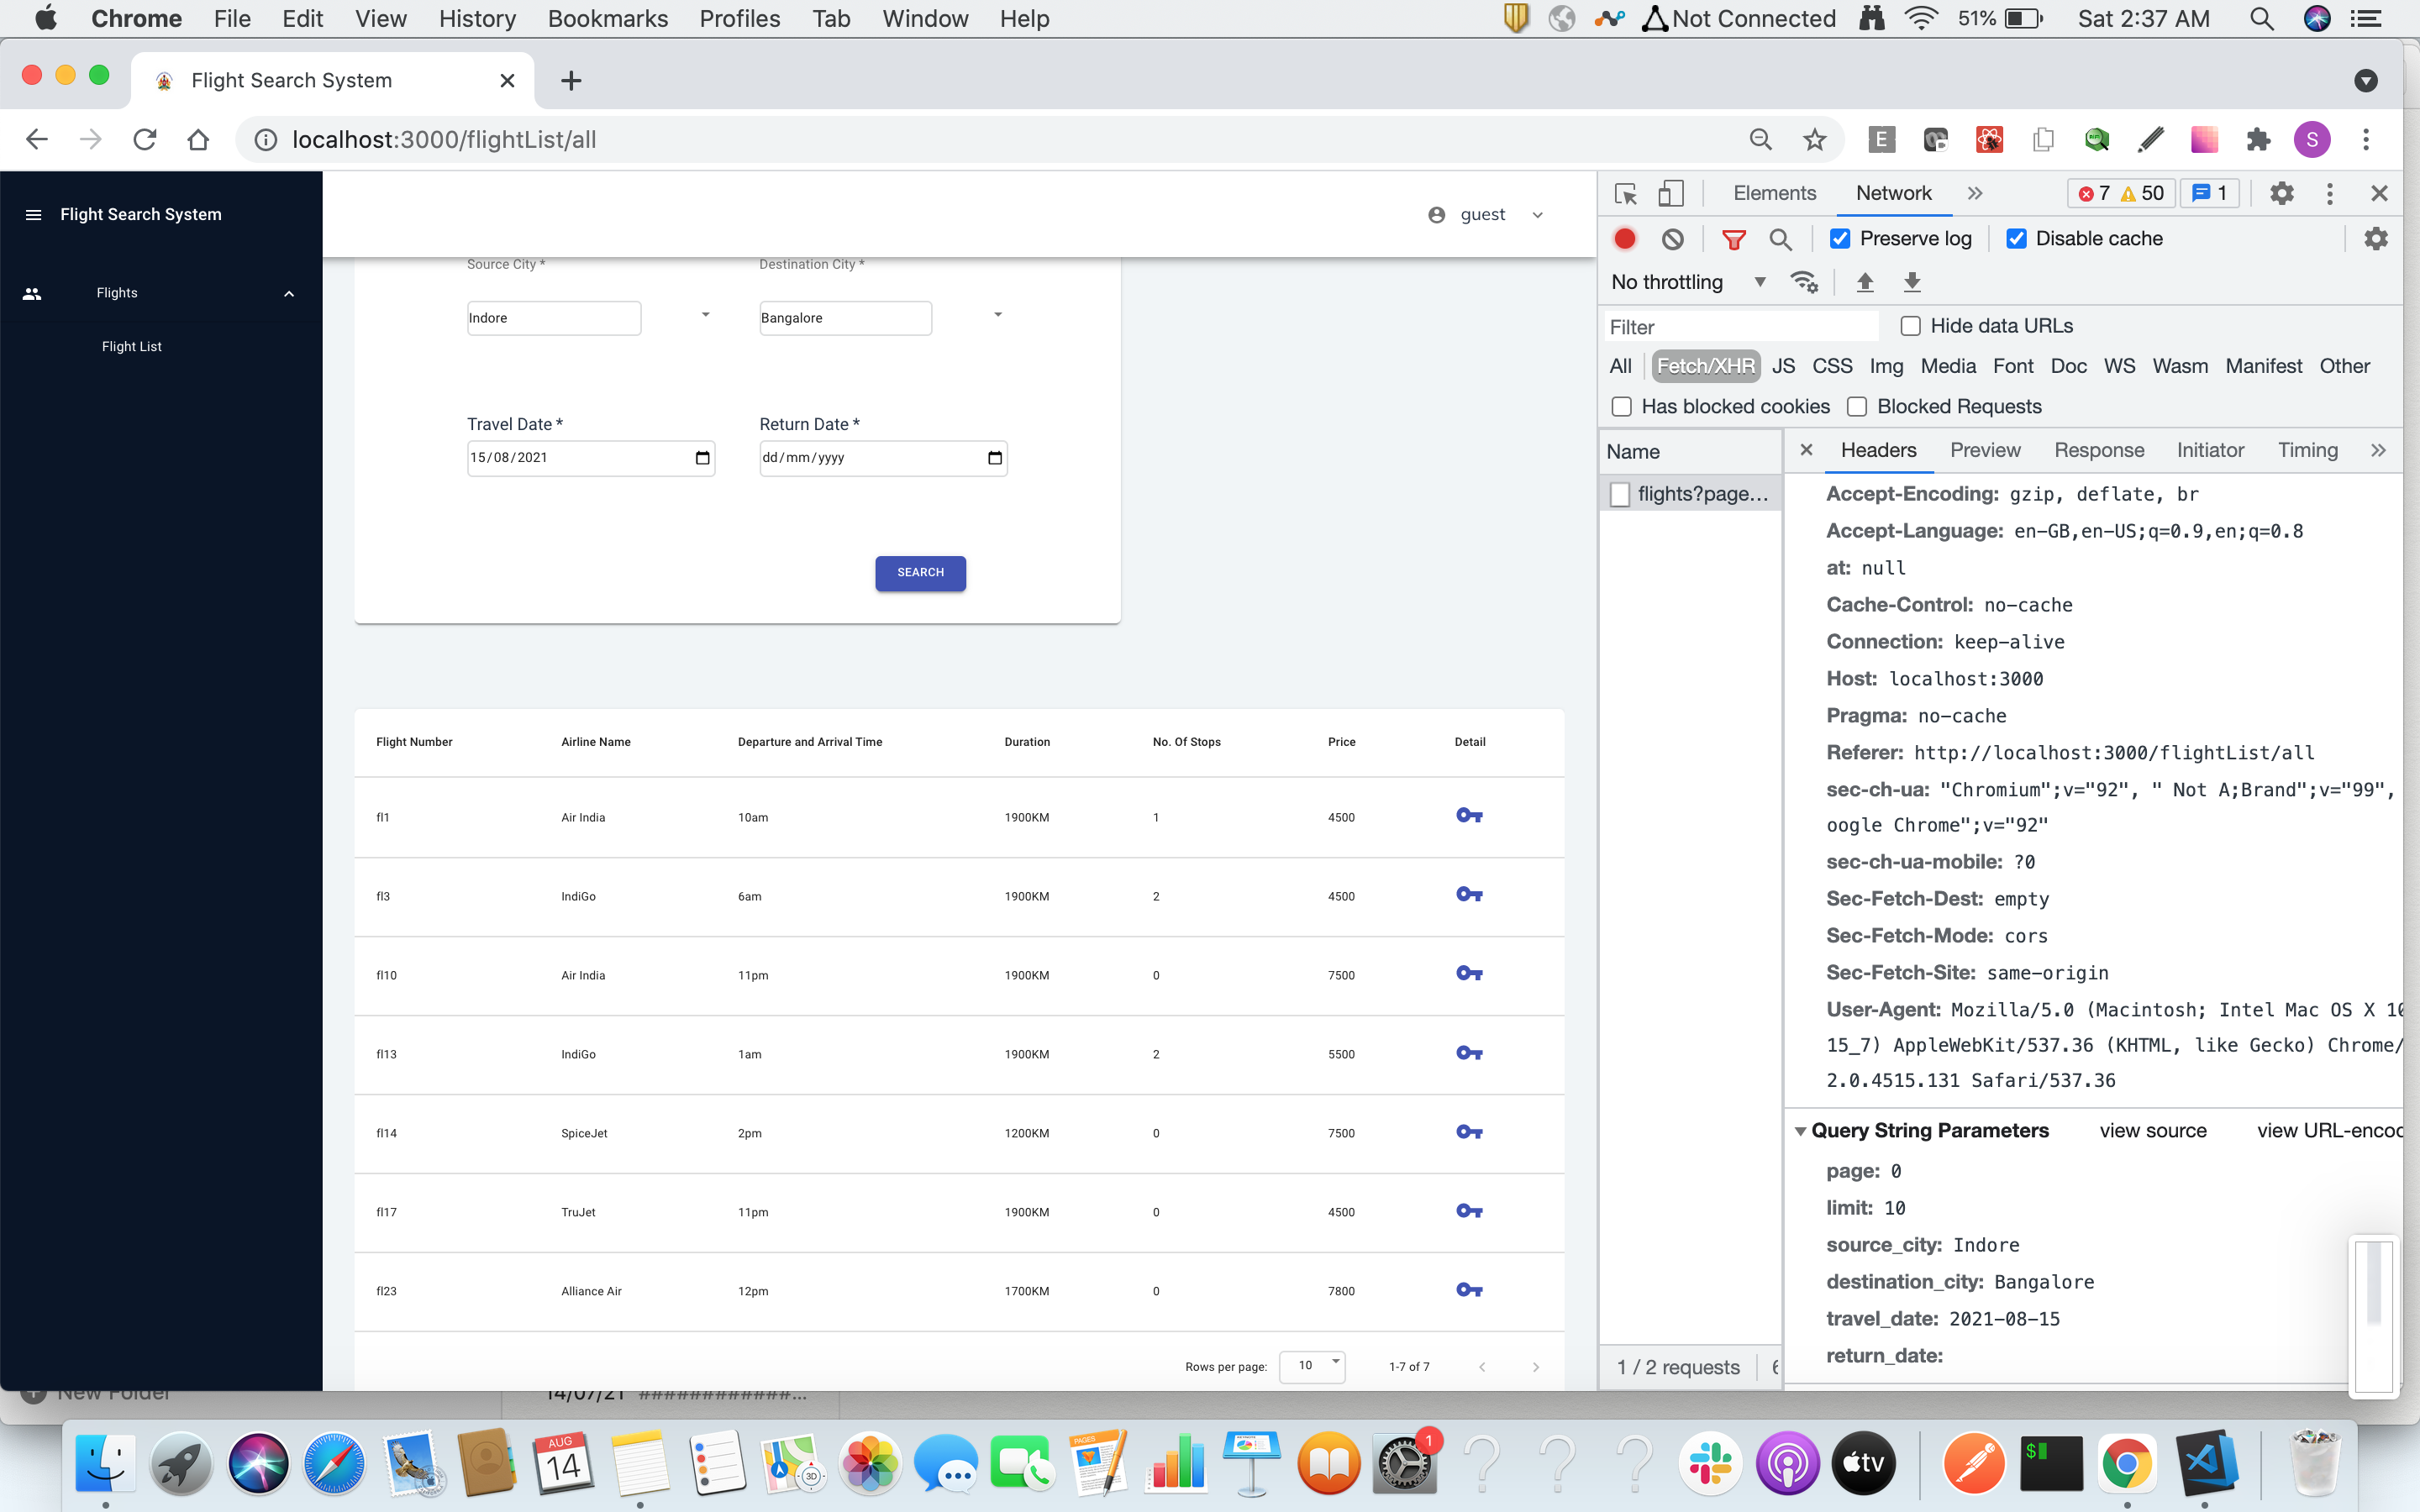 Chrome File Edit View History Bookmarks Profiles Tab Window Help Not Connected 51% Sat 2:37 AM
Flight Search System
localhost:3000/flightList/all E S
Flight Search System
guest
Flights
Flight List
Source City * Destination City *
Indore Bangalore
Travel Date * Return Date *
15/08/2021 dd/mm/yyyy
SEARCH
Flight Number Airline Name Departure and Arrival Time Duration No. Of Stops Price Detail
fl1 Air India 10am 1900KM 1 4500
fl3 IndiGo 6am 1900KM 2 4500
fl10 Air India 11pm 1900KM 0 7500
fl13 IndiGo 1am 1900KM 2 5500
fl14 SpiceJet 2pm 1200KM 0 7500
fl17 TruJet 11pm 1900KM 0 4500
fl23 Alliance Air 12pm 1700KM 0 7800
Rows per page: 10 1-7 of 7
Elements Network 7 50 1
Preserve log Disable cache
No throttling
Filter Hide data URLs
All Fetch/XHR JS CSS Img Media Font Doc WS Wasm Manifest Other
Has blocked cookies Blocked Requests
Name
flights?page...
1 / 2 requests
Headers Preview Response Initiator Timing
Accept-Encoding: gzip, deflate, br
Accept-Language: en-GB,en-US;q=0.9,en;q=0.8
at: null
Cache-Control: no-cache
Connection: keep-alive
Host: localhost:3000
Pragma: no-cache
Referer: http://localhost:3000/flightList/all
sec-ch-ua: "Chromium";v="92", " Not A;Brand";v="99",
oogle Chrome";v="92"
sec-ch-ua-mobile: ?0
Sec-Fetch-Dest: empty
Sec-Fetch-Mode: cors
Sec-Fetch-Site: same-origin
User-Agent: Mozilla/5.0 (Macintosh; Intel Mac OS X 10
15_7) AppleWebKit/537.36 (KHTML, like Gecko) Chrome/
2.0.4515.131 Safari/537.36
Query String Parameters view source view URL-encod
page: 0
limit: 10
source_city: Indore
destination_city: Bangalore
travel_date: 2021-08-15
return_date:
New Folder 14/07/21 ############...
AUG
14
3D
PAGES
1
tv
$